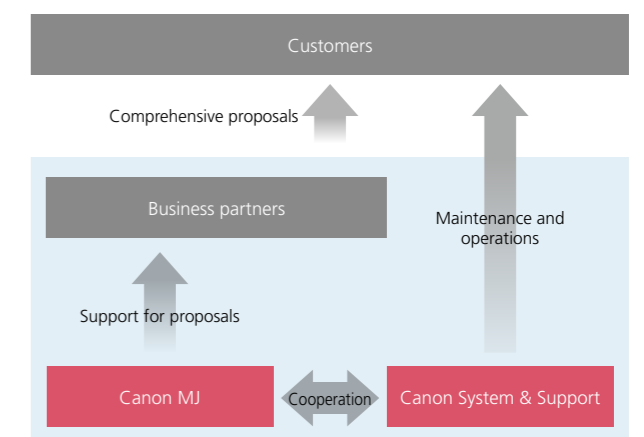 Customers
Comprehensive proposals
Business partners
Maintenance and
operations
Support for proposals
Canon MJ
Cooperation
Canon System & Support